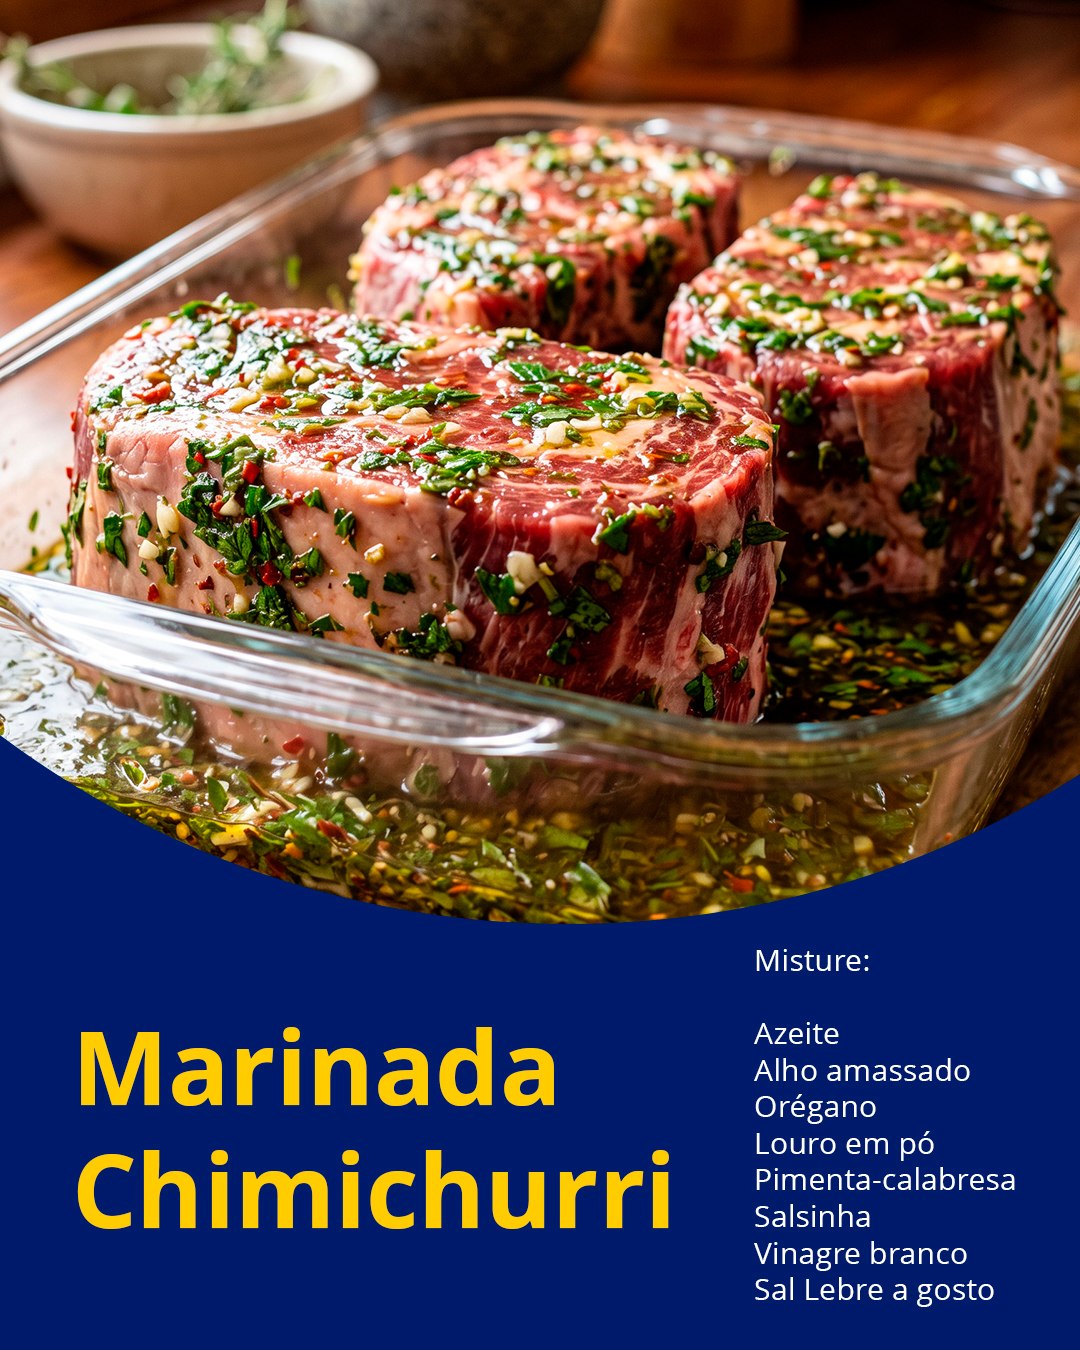 Marinada
Chimichurri
Misture:
Azeite
Alho amassado
Orégano
Louro em pó
Pimenta-calabresa
Salsinha
Vinagre branco
Sal Lebre a gosto